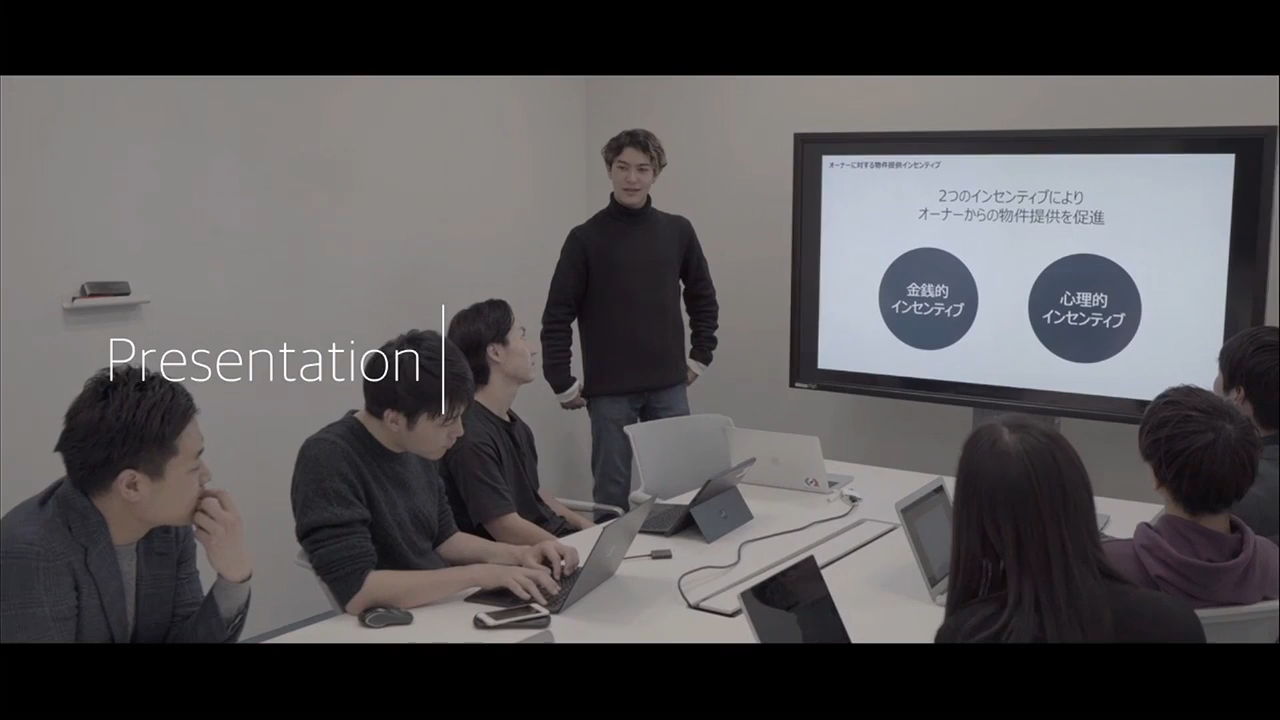 オーナーに対する物件提供インセンティブ
2つのインセンティブにより
オーナーからの物件提供を促進
金銭的
インセンティブ
心理的
インセンティブ
Presentation